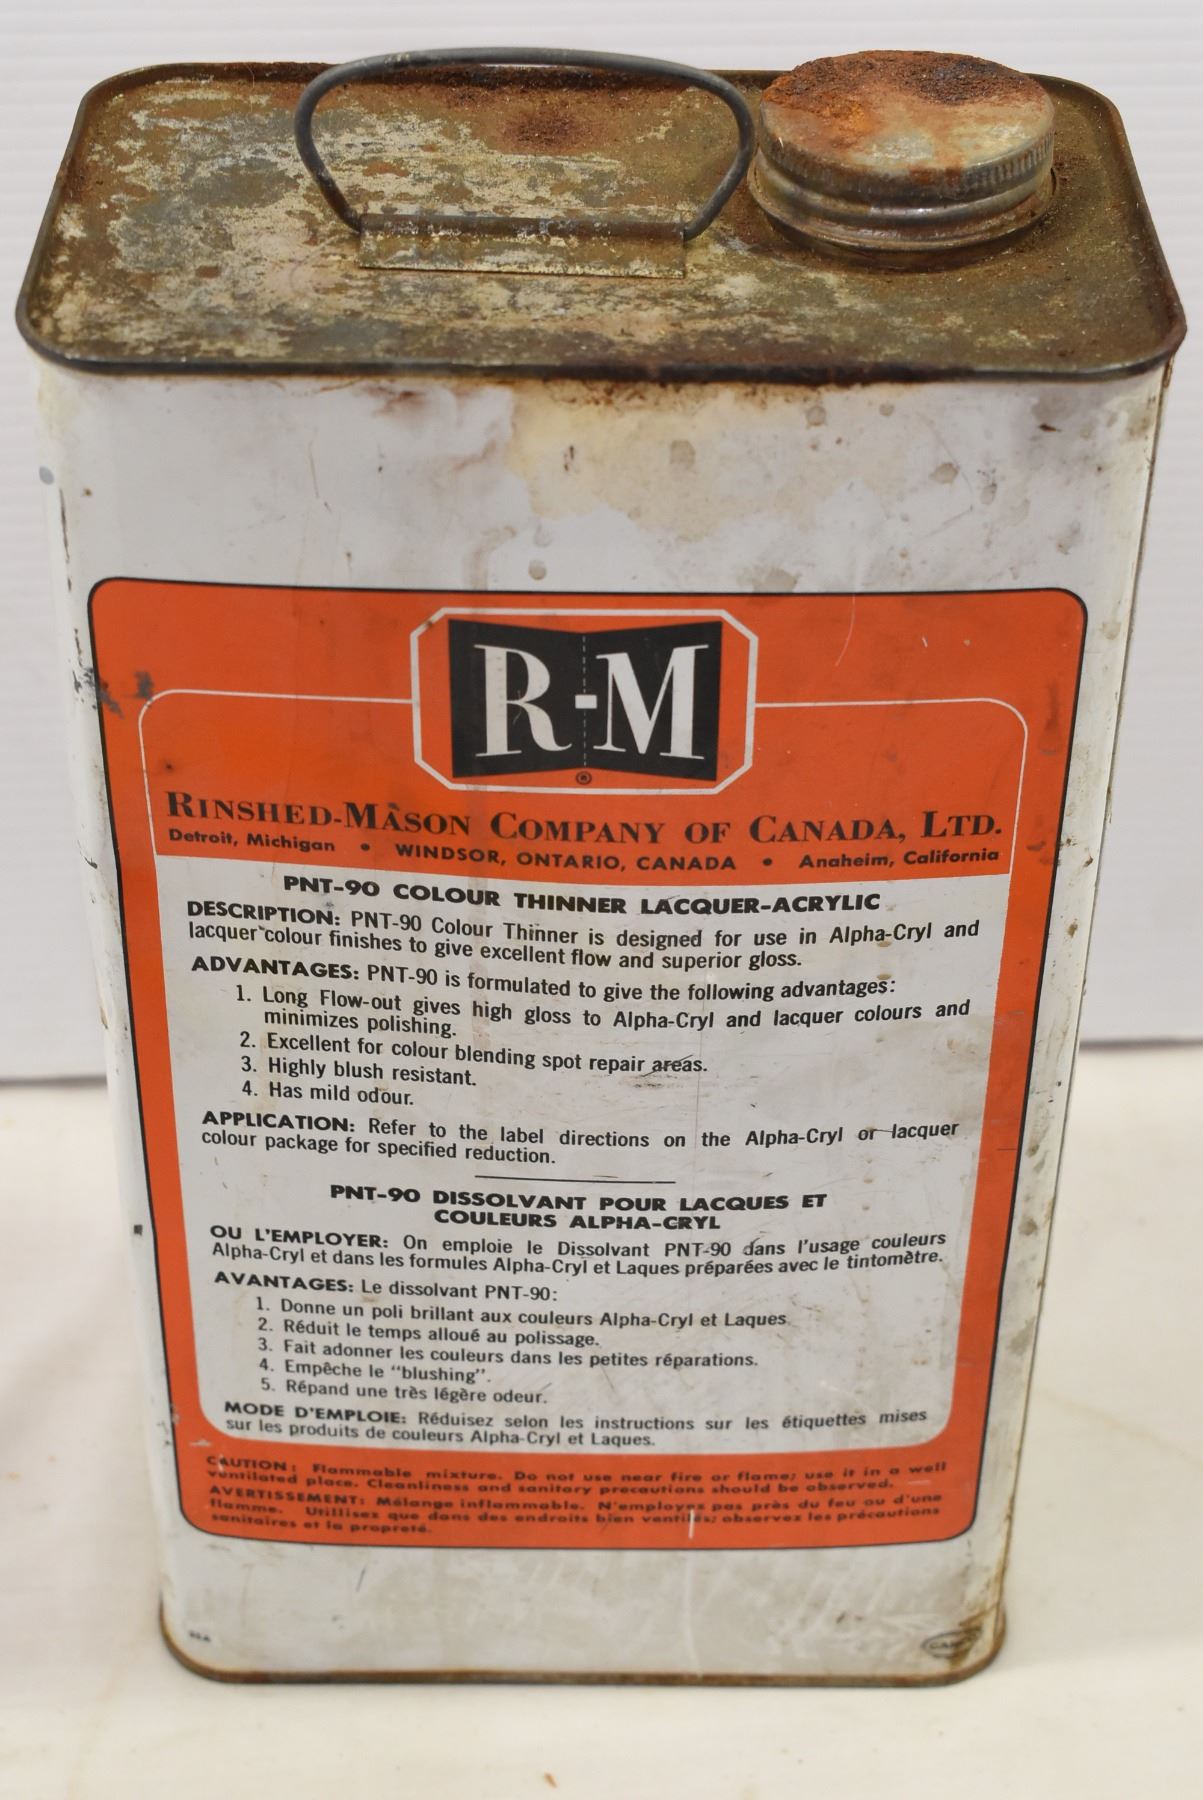 R-M
®
RINSHED-MASON COMPANY OF CANADA, LTD.
Detroit, Michigan • WINDSOR, ONTARIO, CANADA • Anaheim, California
PNT-90 COLOUR THINNER LACQUER-ACRYLIC
DESCRIPTION: PNT-90 Colour Thinner is designed for use in Alpha-Cryl and
lacquer colour finishes to give excellent flow and superior gloss.
ADVANTAGES: PNT-90 is formulated to give the following advantages:
1. Long Flow-out gives high gloss to Alpha-Cryl and lacquer colours and
minimizes polishing.
2. Excellent for colour blending spot repair areas.
3. Highly blush resistant.
4. Has mild odour.
APPLICATION: Refer to the label directions on the Alpha-Cryl or lacquer
colour package for specified reduction.
PNT-90 DISSOLVANT POUR LACQUES ET
COULEURS ALPHA-CRYL
OU L'EMPLOYER: On emploie le Dissolvant PNT-90 dans l'usage couleurs
Alpha-Cryl et dans les formules Alpha-Cryl et Laques préparées avec le tintomètre.
AVANTAGES: Le dissolvant PNT-90:
1. Donne un poli brillant aux couleurs Alpha-Cryl et Laques
2. Réduit le temps alloué au polissage.
3. Fait adonner les couleurs dans les petites réparations.
4. Empêche le "blushing".
5. Répand une très légère odeur.
MODE D'EMPLOIE: Réduisez selon les instructions sur les étiquettes mises
sur les produits de couleurs Alpha-Cryl et Laques.
CAUTION: Flammable mixture. Do not use near fire or flame; use it in a well
ventilated place. Cleanliness and sanitary precautions should be observed.
AVERTISSEMENT: Mélange inflammable. N'employez pas près du feu ou d'une
flamme. Utillisez que dans des endroits bien ventilés; observez les précautions
sanitaires et la propreté.